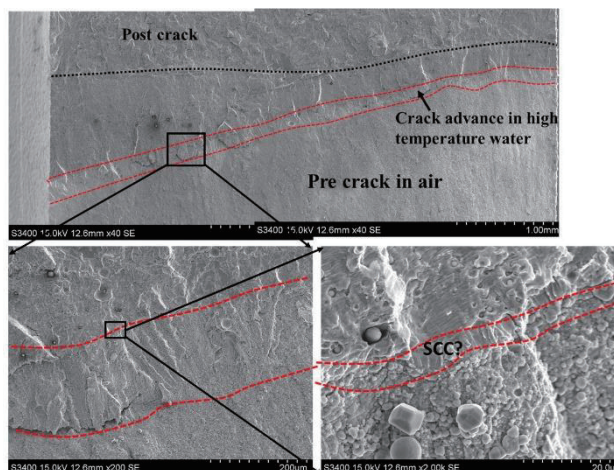 Post crack
Crack advance in high
temperature water
Pre crack in air
S3400 15.0kV 12.6mm x40 SE
S3400 15.0kV 12.6mm x40 SE
1.00mm
SCC?
S3400 15.0kV 12.6mm x200 SE
200um
S3400 15.0kV 12.6mm x2.00k SE
20.0um